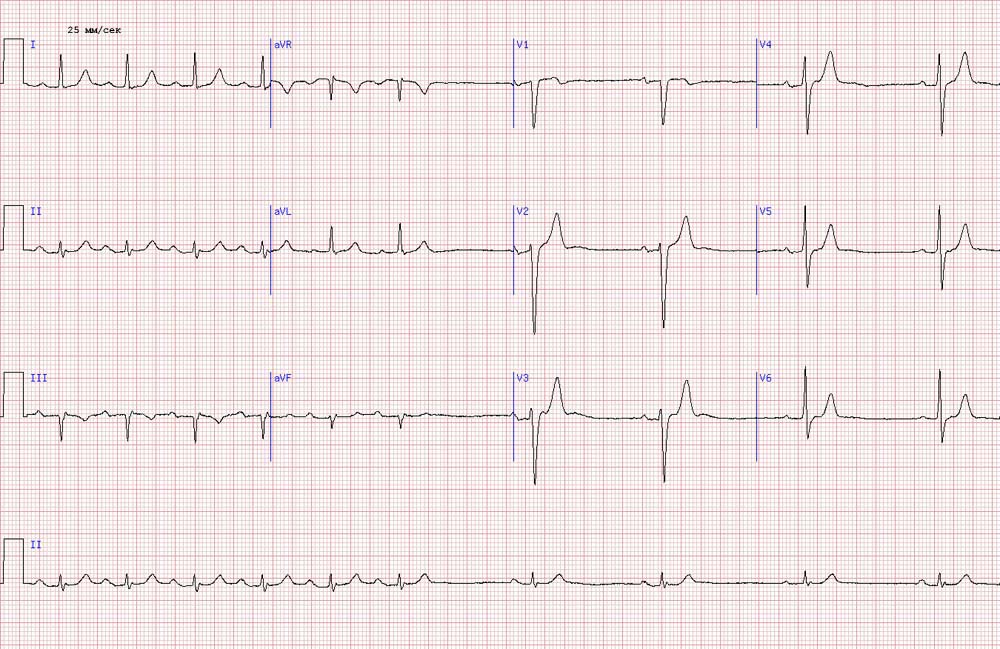 25 мм/сек
I aVR V1 V4
II aVL V2 V5
III aVF V3 V6
II